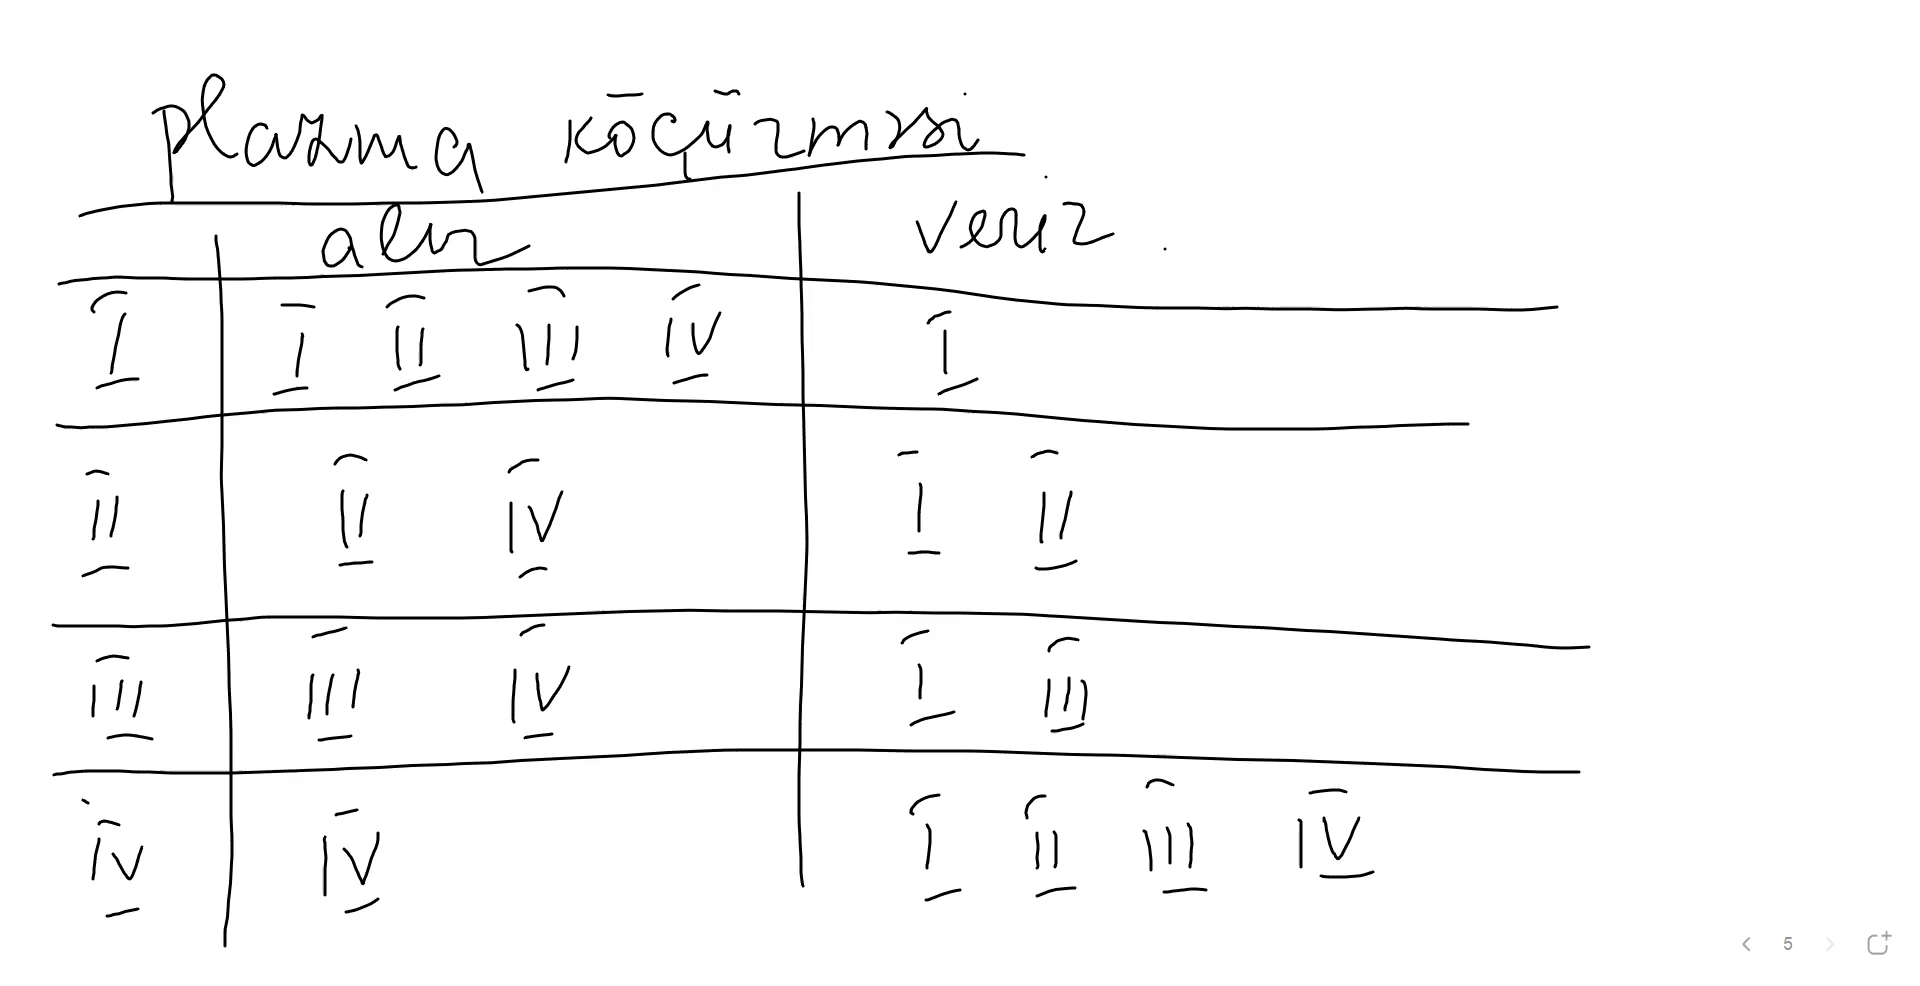 plazma köçüzməsi
alır verir.
I I II III IV I
II II IV I II
III III IV I III
IV IV I II III IV
5